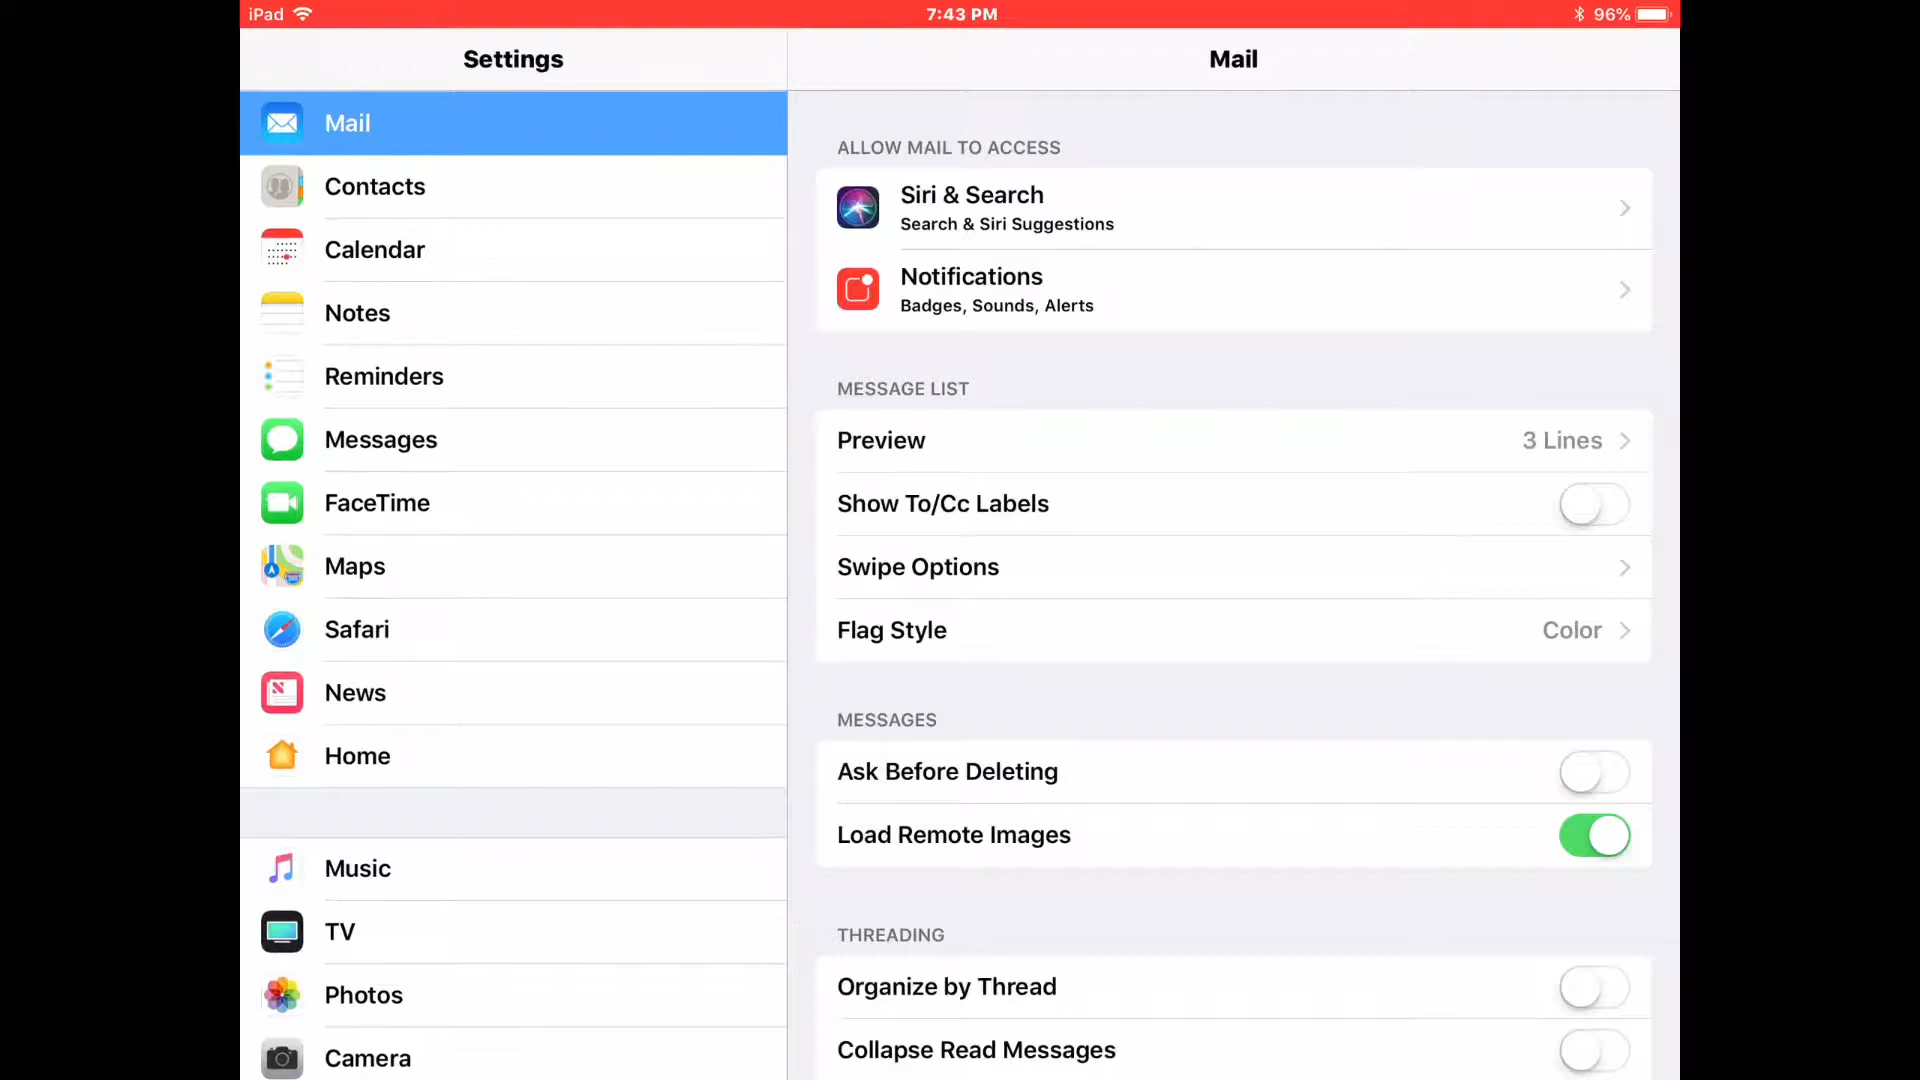 iPad
7:43 PM
96%
Settings
Mail
Mail
Contacts
Calendar
Notes
Reminders
Messages
FaceTime
Maps
Safari
News
Home
Music
TV
Photos
Camera
ALLOW MAIL TO ACCESS
Siri & Search
Search & Siri Suggestions
Notifications
Badges, Sounds, Alerts
MESSAGE LIST
Preview 3 Lines
Show To/Cc Labels
Swipe Options
Flag Style Color
MESSAGES
Ask Before Deleting
Load Remote Images
THREADING
Organize by Thread
Collapse Read Messages